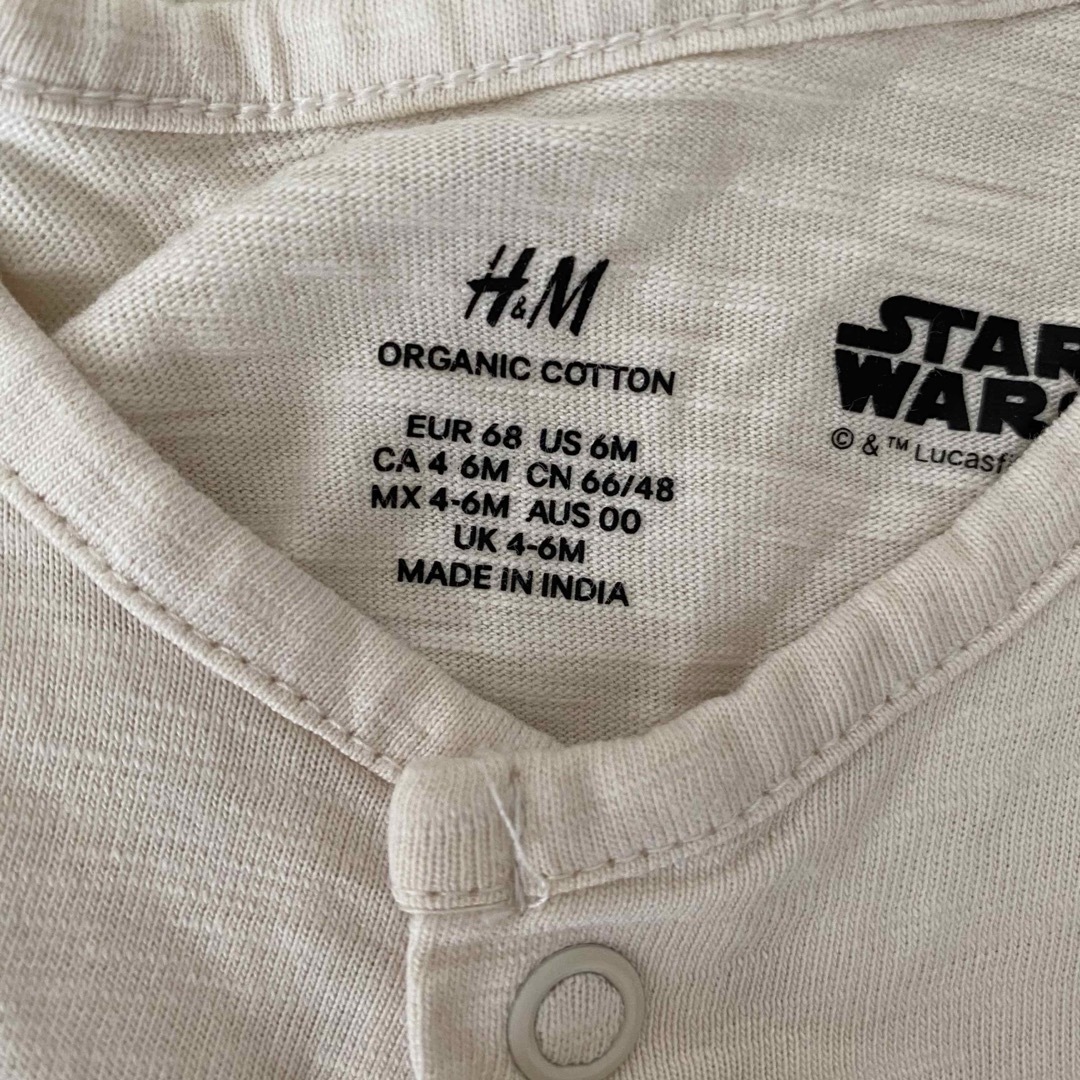 H&M
ORGANIC COTTON
EUR 68 US 6M
CA 4 6M CN 66/48
MX 4-6M AUS 00
UK 4-6M
MADE IN INDIA
STAR
WARS
© & ™ Lucasf